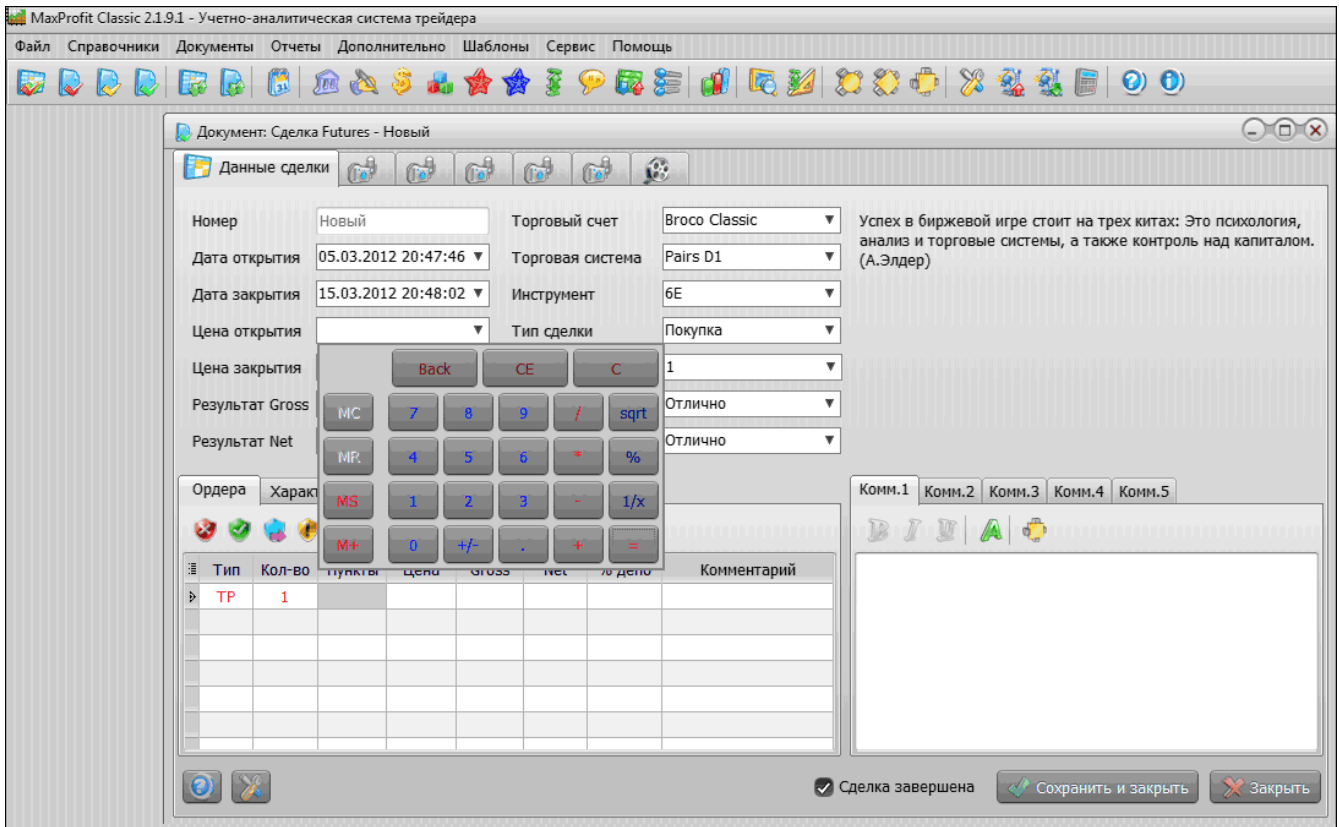 MaxProfit Classic 2.1.9.1 - Учетно-аналитическая система трейдера
Файл Справочники Документы Отчеты Дополнительно Шаблоны Сервис Помощь
Документ: Сделка Futures - Новый
Данные сделки
Номер Новый Торговый счет Broco Classic
Успех в биржевой игре стоит на трех китах: Это психология,
анализ и торговые системы, а также контроль над капиталом.
(А.Элдер)
Дата открытия 05.03.2012 20:47:46 Торговая система Pairs D1
Дата закрытия 15.03.2012 20:48:02 Инструмент 6E
Цена открытия Тип сделки Покупка
Цена закрытия 1
Результат Gross Отлично
Результат Net Отлично
Back CE C
MC 7 8 9 / sqrt
MR 4 5 6 * %
MS 1 2 3 - 1/x
M+ 0 +/- . + =
Ордера Характ
Комм.1 Комм.2 Комм.3 Комм.4 Комм.5
B I U A
Тип Кол-во Пункты Цена Gross Net % депо Комментарий
TP 1
Сделка завершена Сохранить и закрыть Закрыть